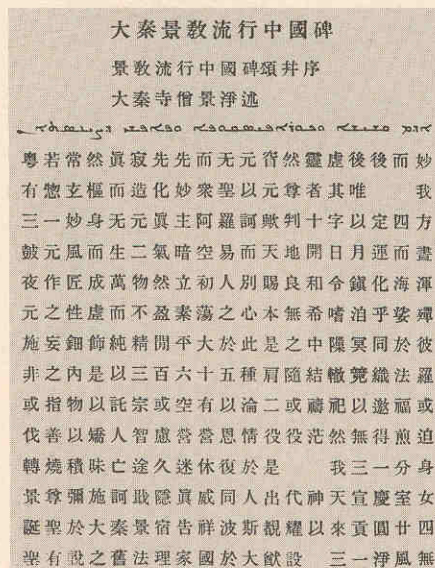 大秦景敎流行中國碑
景敎流行中國碑頌幷序
大秦寺僧景淨述
ܐܕܡ ܩܫܝܫܐ ܘܟܘܪܐܦܝܣܩܘܦܐ ܘܦܐܦܫܝ ܕܨܝܢܣܬܐܢ
粵若常然眞寂先先而无元窅然靈虛後後而妙
有惣玄樞而造化妙衆聖以元尊者其唯 我
三一妙身无元眞主阿羅訶歟判十字以定四方
鼓元風而生二氣暗空易而天地開日月運而晝
夜作匠成萬物然立初人別賜良和令鎭化海渾
元之性虛而不盈素蕩之心本無希嗜洎乎娑殫
施妄鈿飾純精閒平大於此是之中隟冥同於彼
非之內是以三百六十五種肩隨結轍競織法羅
或指物以託宗或空有以淪二或禱祀以邀福或
伐善以矯人智慮營營恩情役役茫然無得煎迫
轉燒積昧亡途久迷休復於是 我三一分身
景尊彌施訶戢隱眞威同人出代神天宣慶室女
誕聖於大秦景宿告祥波斯覩耀以來貢圓廿四
聖有說之舊法理家國於大猷設 三一淨風無